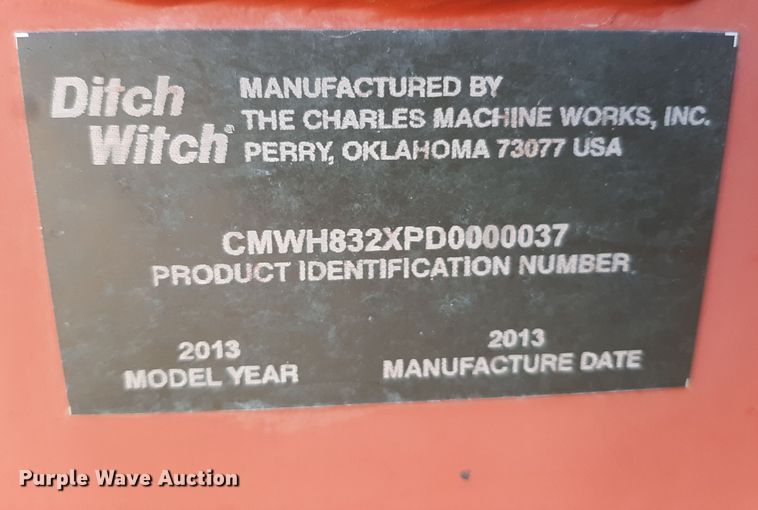 Ditch
Witch®
MANUFACTURED BY
THE CHARLES MACHINE WORKS, INC.
PERRY, OKLAHOMA 73077 USA
CMWH832XPD0000037
PRODUCT IDENTIFICATION NUMBER
2013
MODEL YEAR
2013
MANUFACTURE DATE
Purple Wave Auction